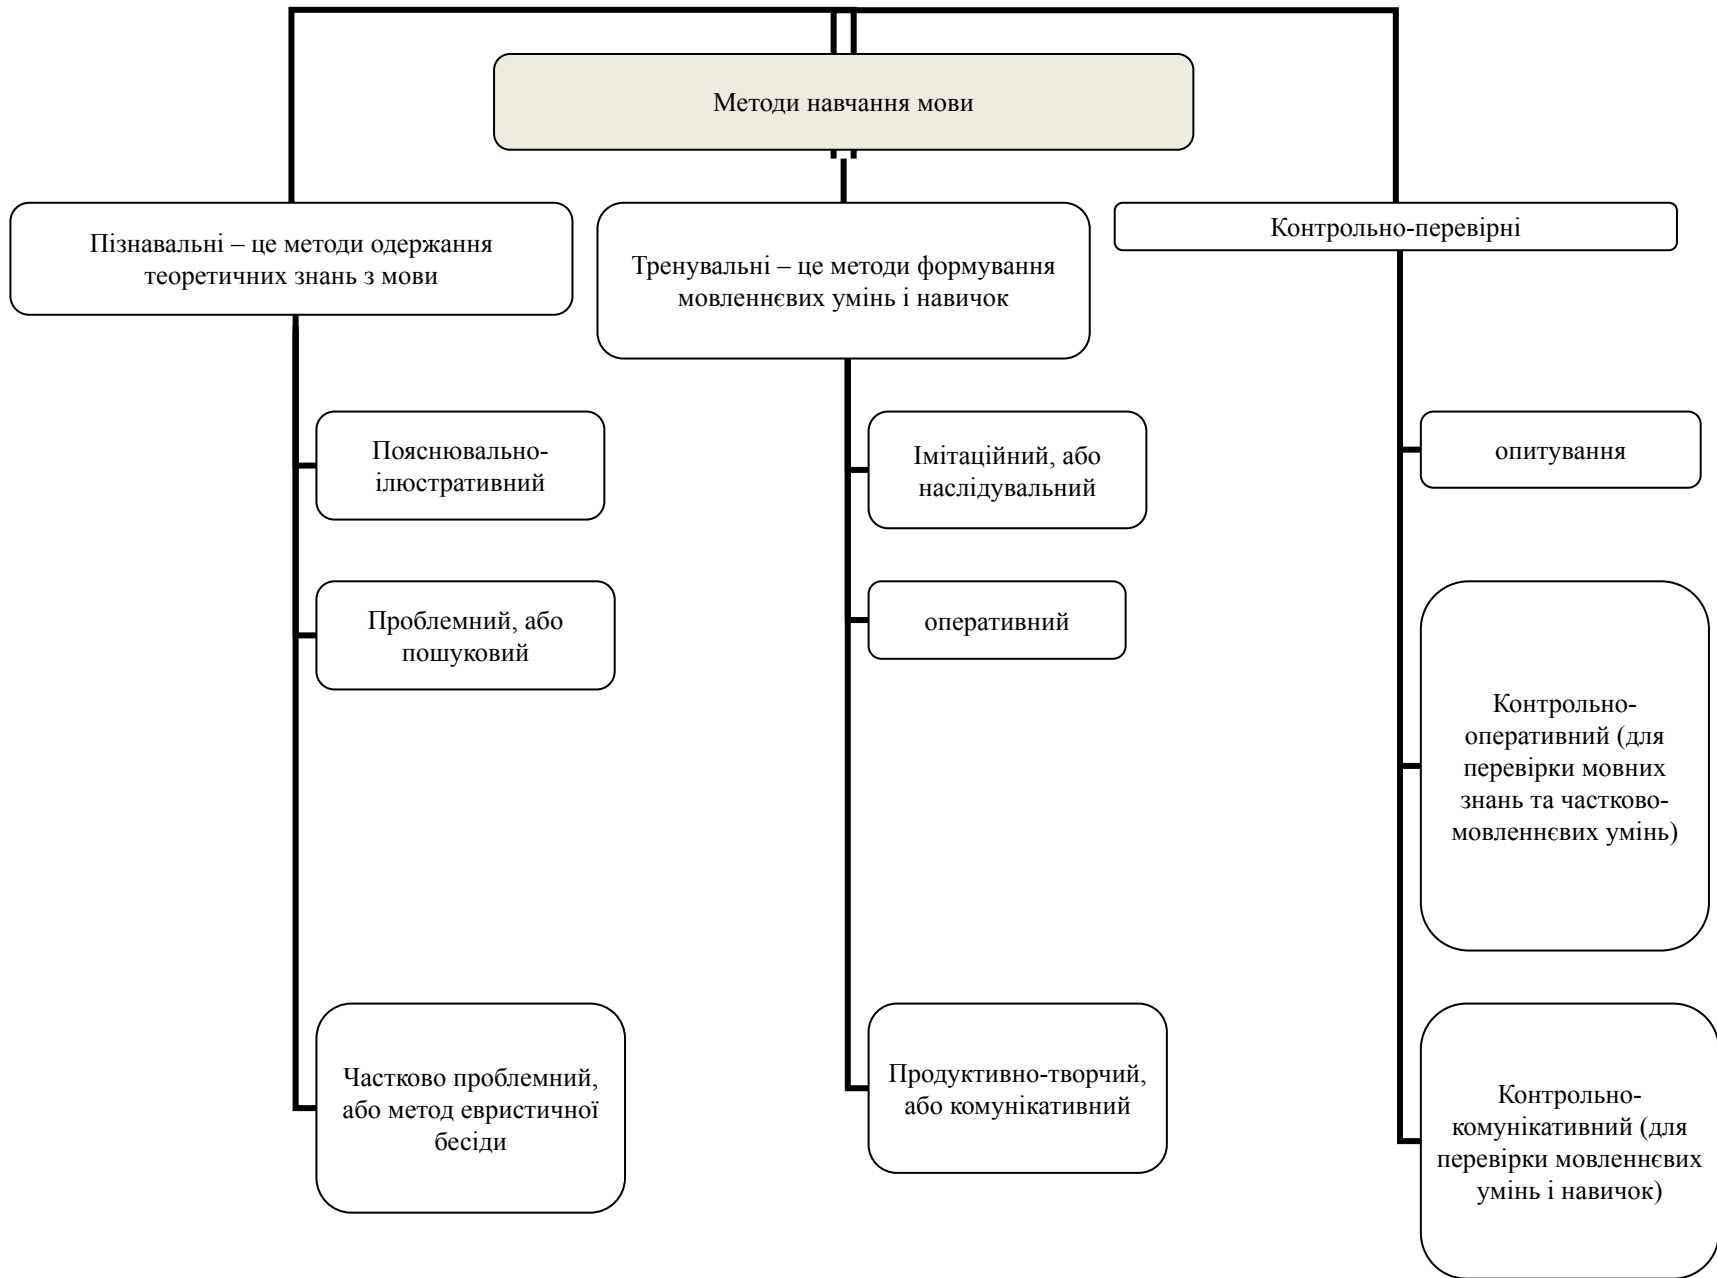 Методи навчання мови
Пізнавальні – це методи одержання
теоретичних знань з мови
Тренувальні – це методи формування
мовленнєвих умінь і навичок
Контрольно-перевірні
Пояснювально-
ілюстративний
Проблемний, або
пошуковий
Частково проблемний,
або метод евристичної
бесіди
Імітаційний, або
наслідувальний
оперативний
Продуктивно-творчий,
або комунікативний
опитування
Контрольно-
оперативний (для
перевірки мовних
знань та частково-
мовленнєвих умінь)
Контрольно-
комунікативний (для
перевірки мовленнєвих
умінь і навичок)